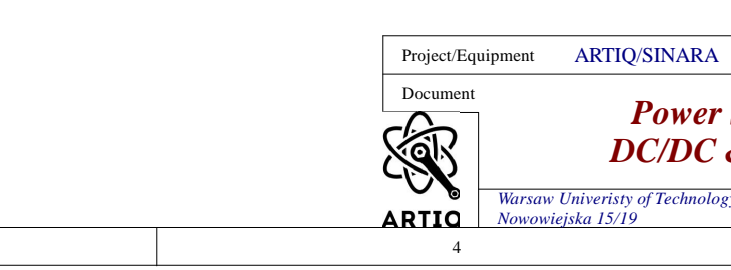 Project/Equipment ARTIQ/SINARA
Document
Power
DC/DC
Warsaw Univeristy of Technology
Nowowiejska 15/19
ARTIQ
4